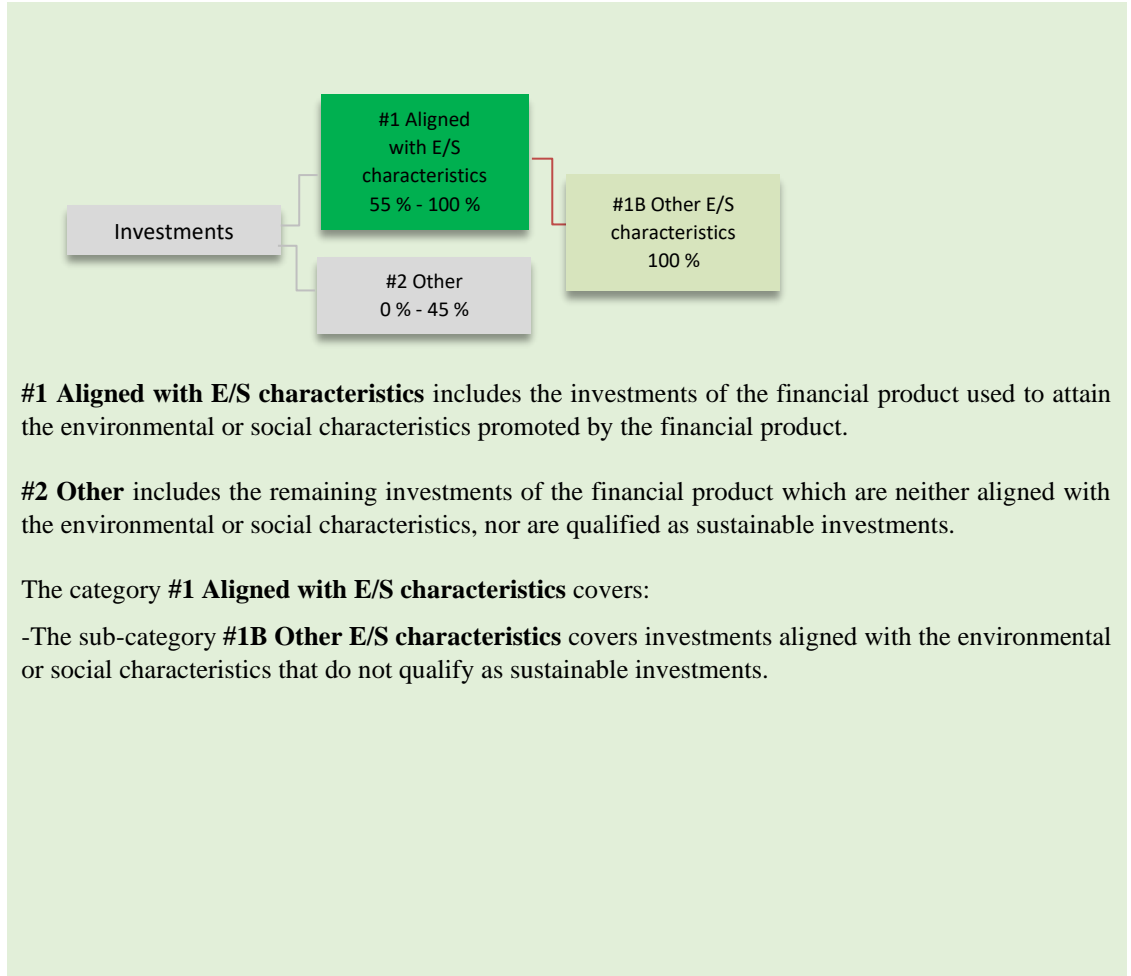 #1 Aligned
with E/S
characteristics
55 % - 100 %
Investments
#1B Other E/S
characteristics
100 %
#2 Other
0 % - 45 %
#1 Aligned with E/S characteristics includes the investments of the financial product used to attain
the environmental or social characteristics promoted by the financial product.
#2 Other includes the remaining investments of the financial product which are neither aligned with
the environmental or social characteristics, nor are qualified as sustainable investments.
The category #1 Aligned with E/S characteristics covers:
-The sub-category #1B Other E/S characteristics covers investments aligned with the environmental
or social characteristics that do not qualify as sustainable investments.